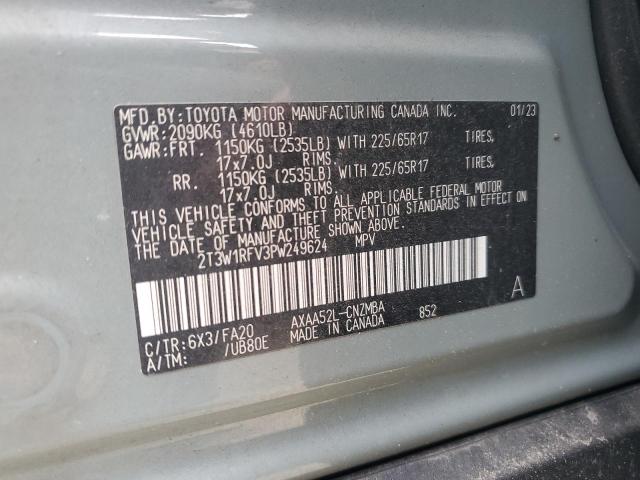 MFD. BY: TOYOTA MOTOR MANUFACTURING CANADA INC. 01/23
GVWR: 2090KG (4610LB)
GAWR: FRT. 1150KG (2535LB) WITH 225/65R17 TIRES,
17x7.0J RIMS,
RR. 1150KG (2535LB) WITH 225/65R17 TIRES,
17x7.0J RIMS.
THIS VEHICLE CONFORMS TO ALL APPLICABLE FEDERAL MOTOR
VEHICLE SAFETY AND THEFT PREVENTION STANDARDS IN EFFECT ON
THE DATE OF MANUFACTURE SHOWN ABOVE.
2T3W1RFV3PW249624 MPV
C/TR: 6X3/FA20 AXAA52L-CNZMBA 852 A
A/TM: /UB80E MADE IN CANADA